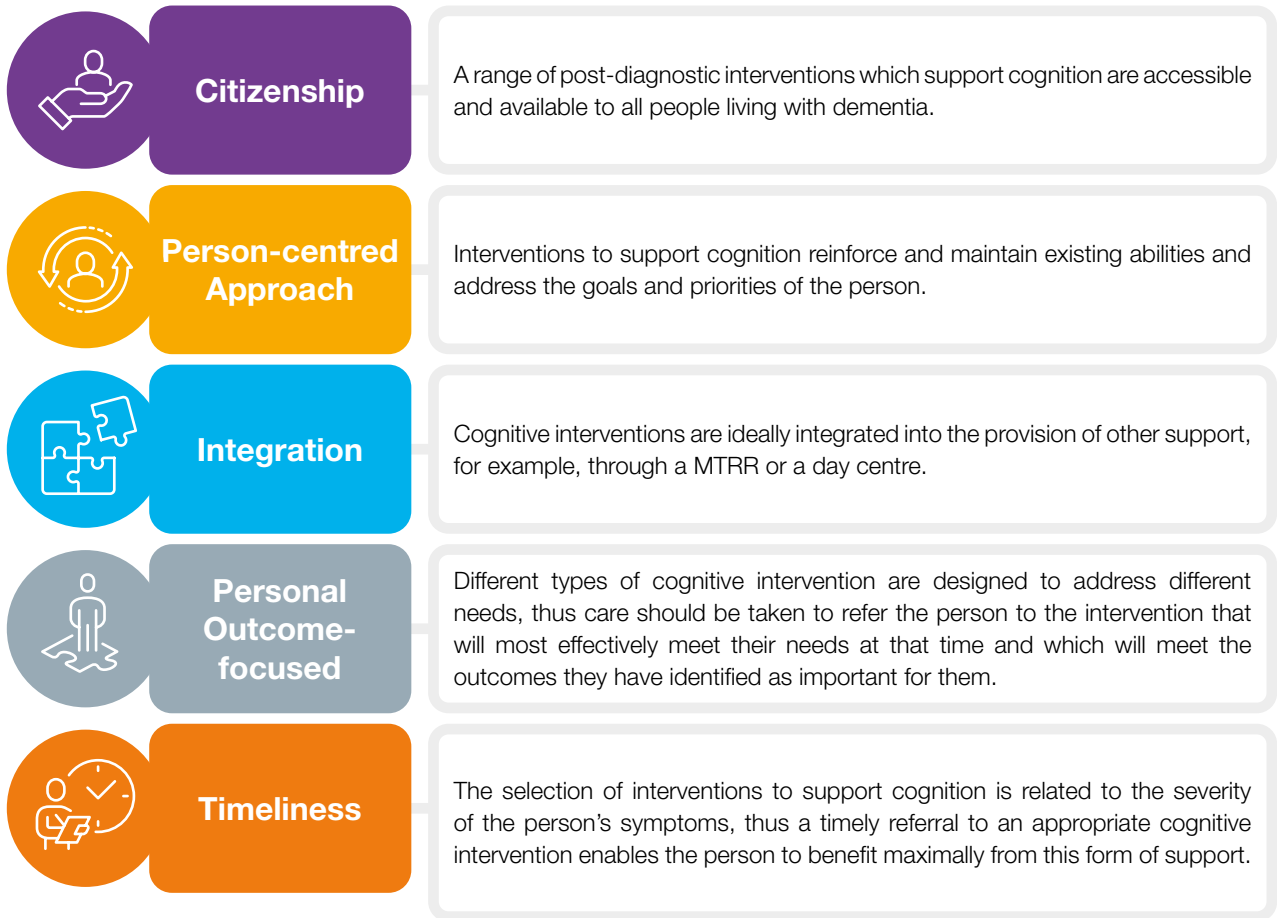 Citizenship
A range of post-diagnostic interventions which support cognition are accessible
and available to all people living with dementia.
Person-centred
Approach
Interventions to support cognition reinforce and maintain existing abilities and
address the goals and priorities of the person.
Integration
Cognitive interventions are ideally integrated into the provision of other support,
for example, through a MTRR or a day centre.
Personal
Outcome-
focused
Different types of cognitive intervention are designed to address different
needs, thus care should be taken to refer the person to the intervention that
will most effectively meet their needs at that time and which will meet the
outcomes they have identified as important for them.
Timeliness
The selection of interventions to support cognition is related to the severity
of the person's symptoms, thus a timely referral to an appropriate cognitive
intervention enables the person to benefit maximally from this form of support.